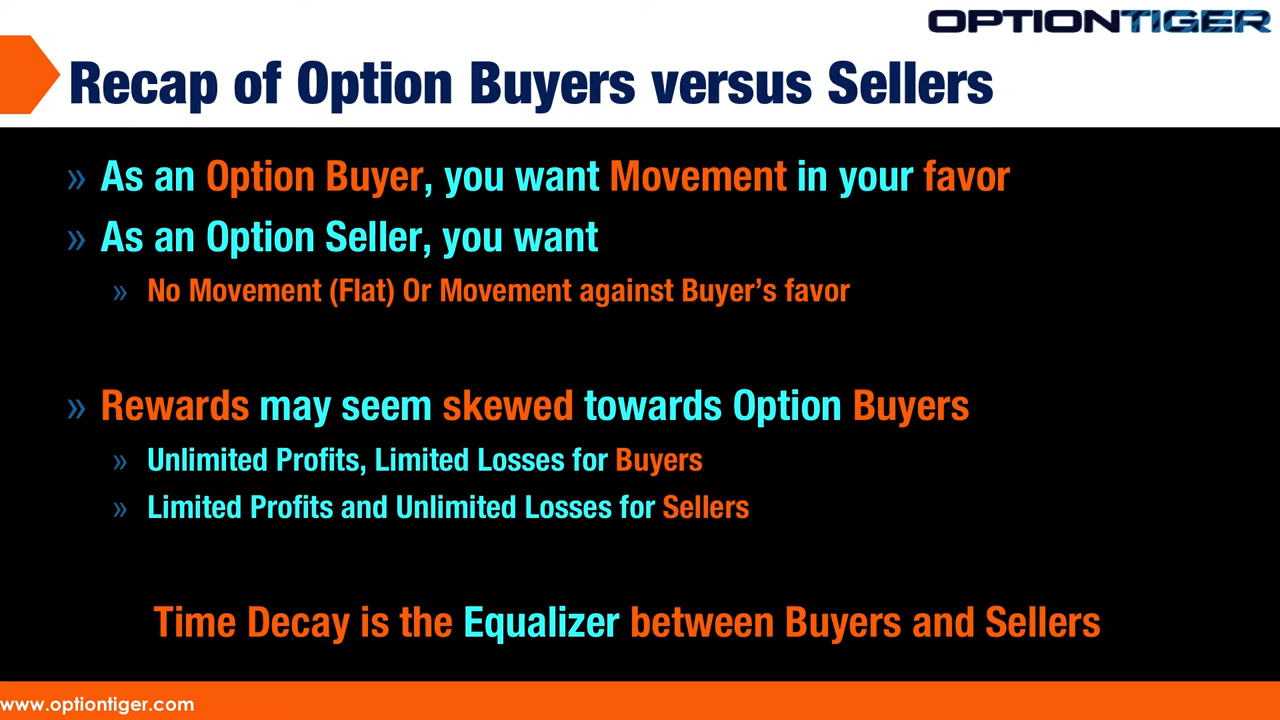 OPTIONTIGER
Recap of Option Buyers versus Sellers
» As an Option Buyer, you want Movement in your favor
» As an Option Seller, you want
» No Movement (Flat) Or Movement against Buyer’s favor
» Rewards may seem skewed towards Option Buyers
» Unlimited Profits, Limited Losses for Buyers
» Limited Profits and Unlimited Losses for Sellers
Time Decay is the Equalizer between Buyers and Sellers
www.optiontiger.com